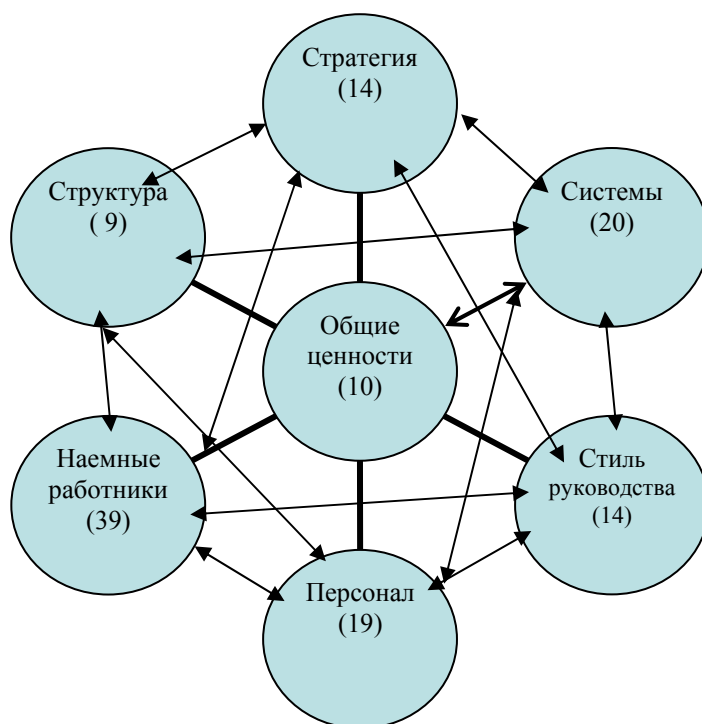 Стратегия
(14)
Структура
( 9)
Системы
(20)
Общие
ценности
(10)
Наемные
работники
(39)
Стиль
руководства
(14)
Персонал
(19)